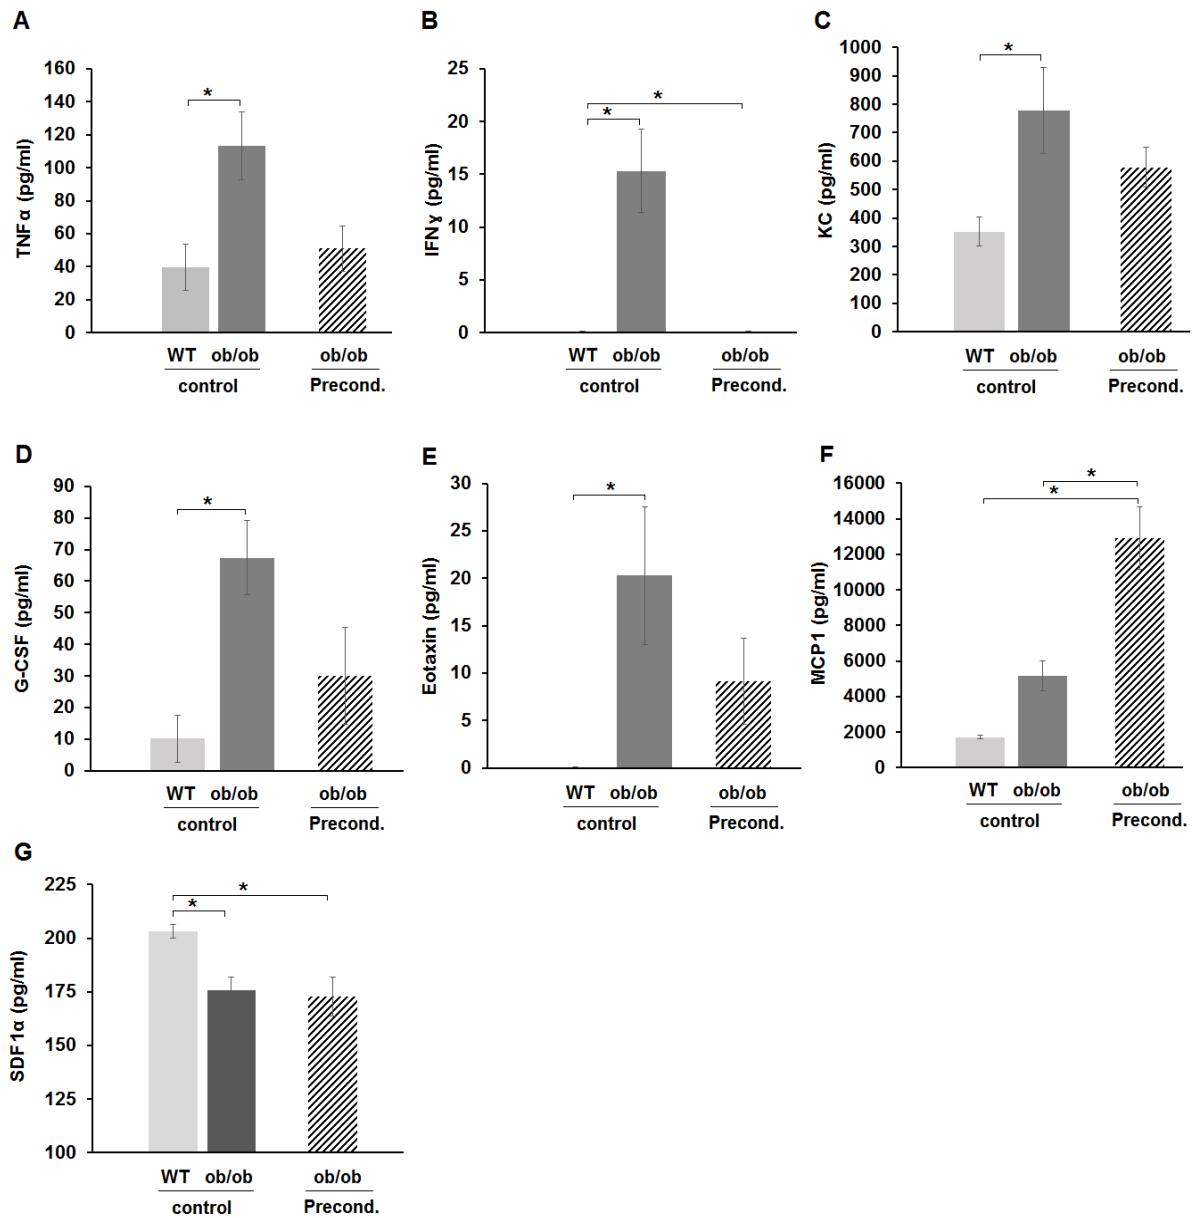 A
TNFα (pg/ml)
160
140
120
100
80
60
40
20
0
*
WT ob/ob ob/ob
control Precond.
B
IFNɣ (pg/ml)
25
20
15
10
5
0
*
*
WT ob/ob ob/ob
control Precond.
C
KC (pg/ml)
1000
900
800
700
600
500
400
300
200
100
0
*
WT ob/ob ob/ob
control Precond.
D
G-CSF (pg/ml)
90
80
70
60
50
40
30
20
10
0
*
WT ob/ob ob/ob
control Precond.
E
Eotaxin (pg/ml)
30
25
20
15
10
5
0
*
WT ob/ob ob/ob
control Precond.
F
MCP1 (pg/ml)
16000
14000
12000
10000
8000
6000
4000
2000
0
*
*
WT ob/ob ob/ob
control Precond.
G
SDF1α (pg/ml)
225
200
175
150
125
100
*
*
WT ob/ob ob/ob
control Precond.